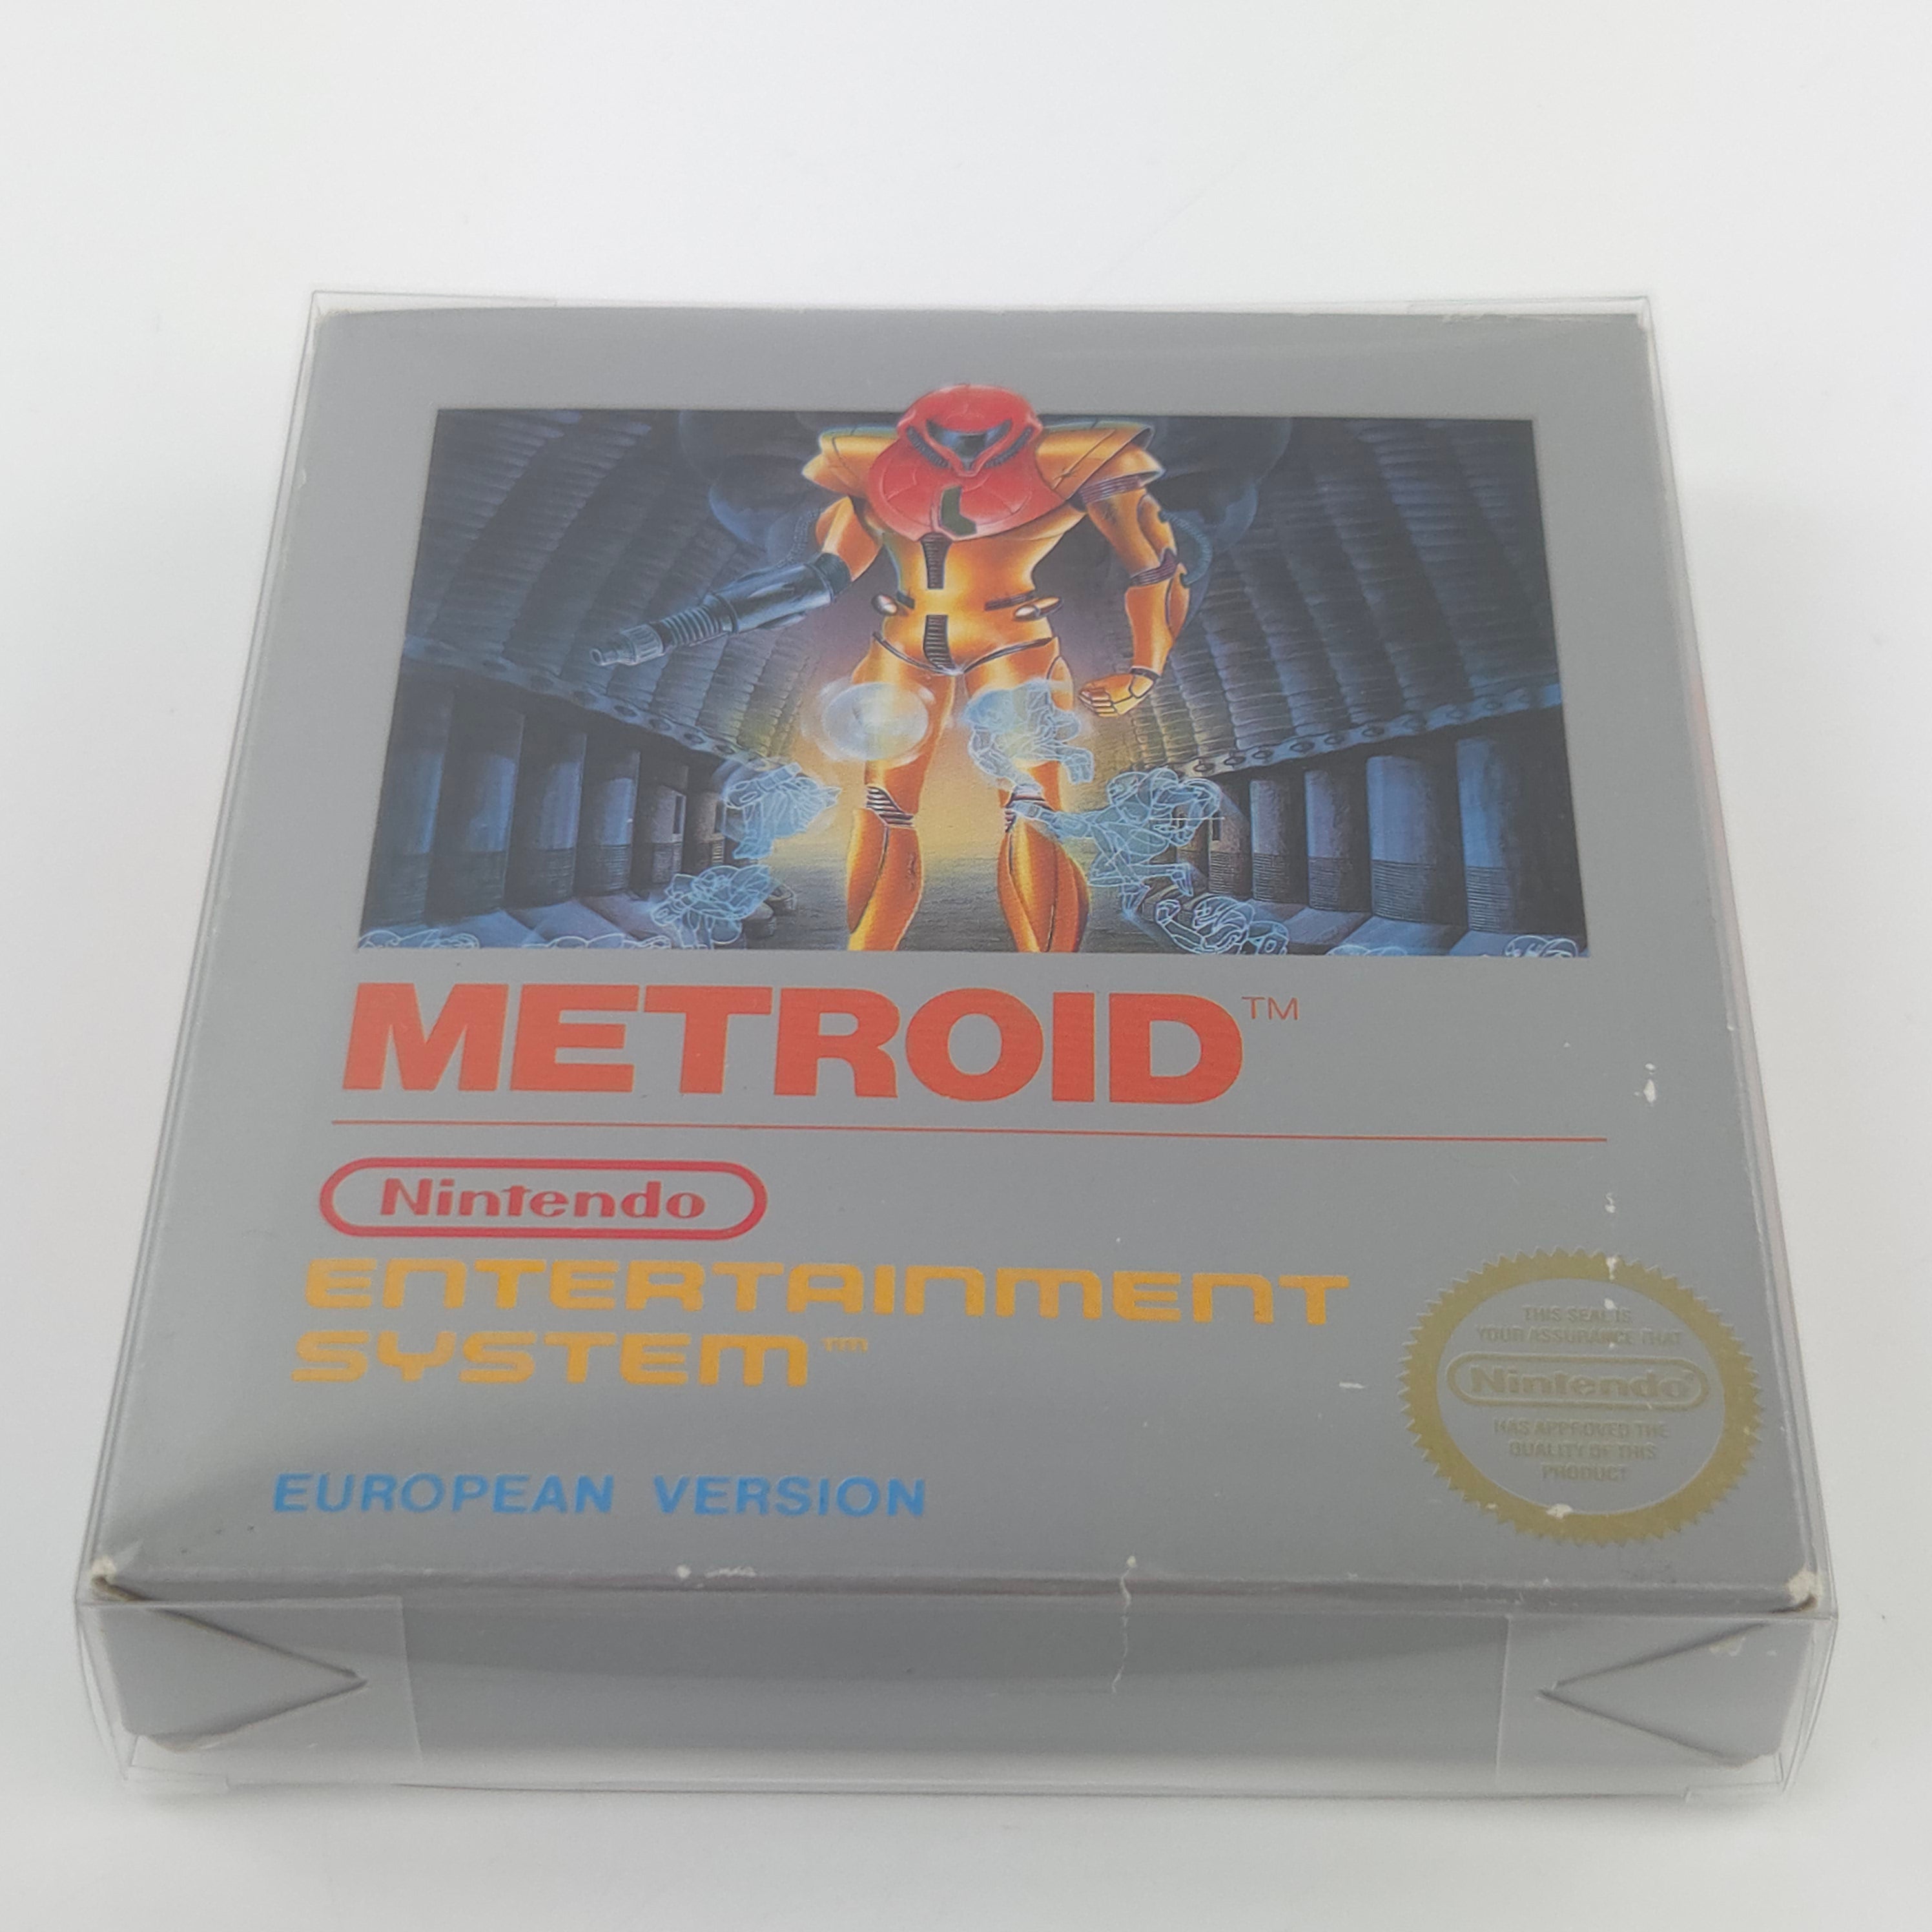 METROID™
Nintendo
ENTERTAINMENT
SYSTEM™
EUROPEAN VERSION
THIS SEAL IS
YOUR ASSURANCE THAT
Nintendo®
HAS APPROVED THE
QUALITY OF THIS
PRODUCT